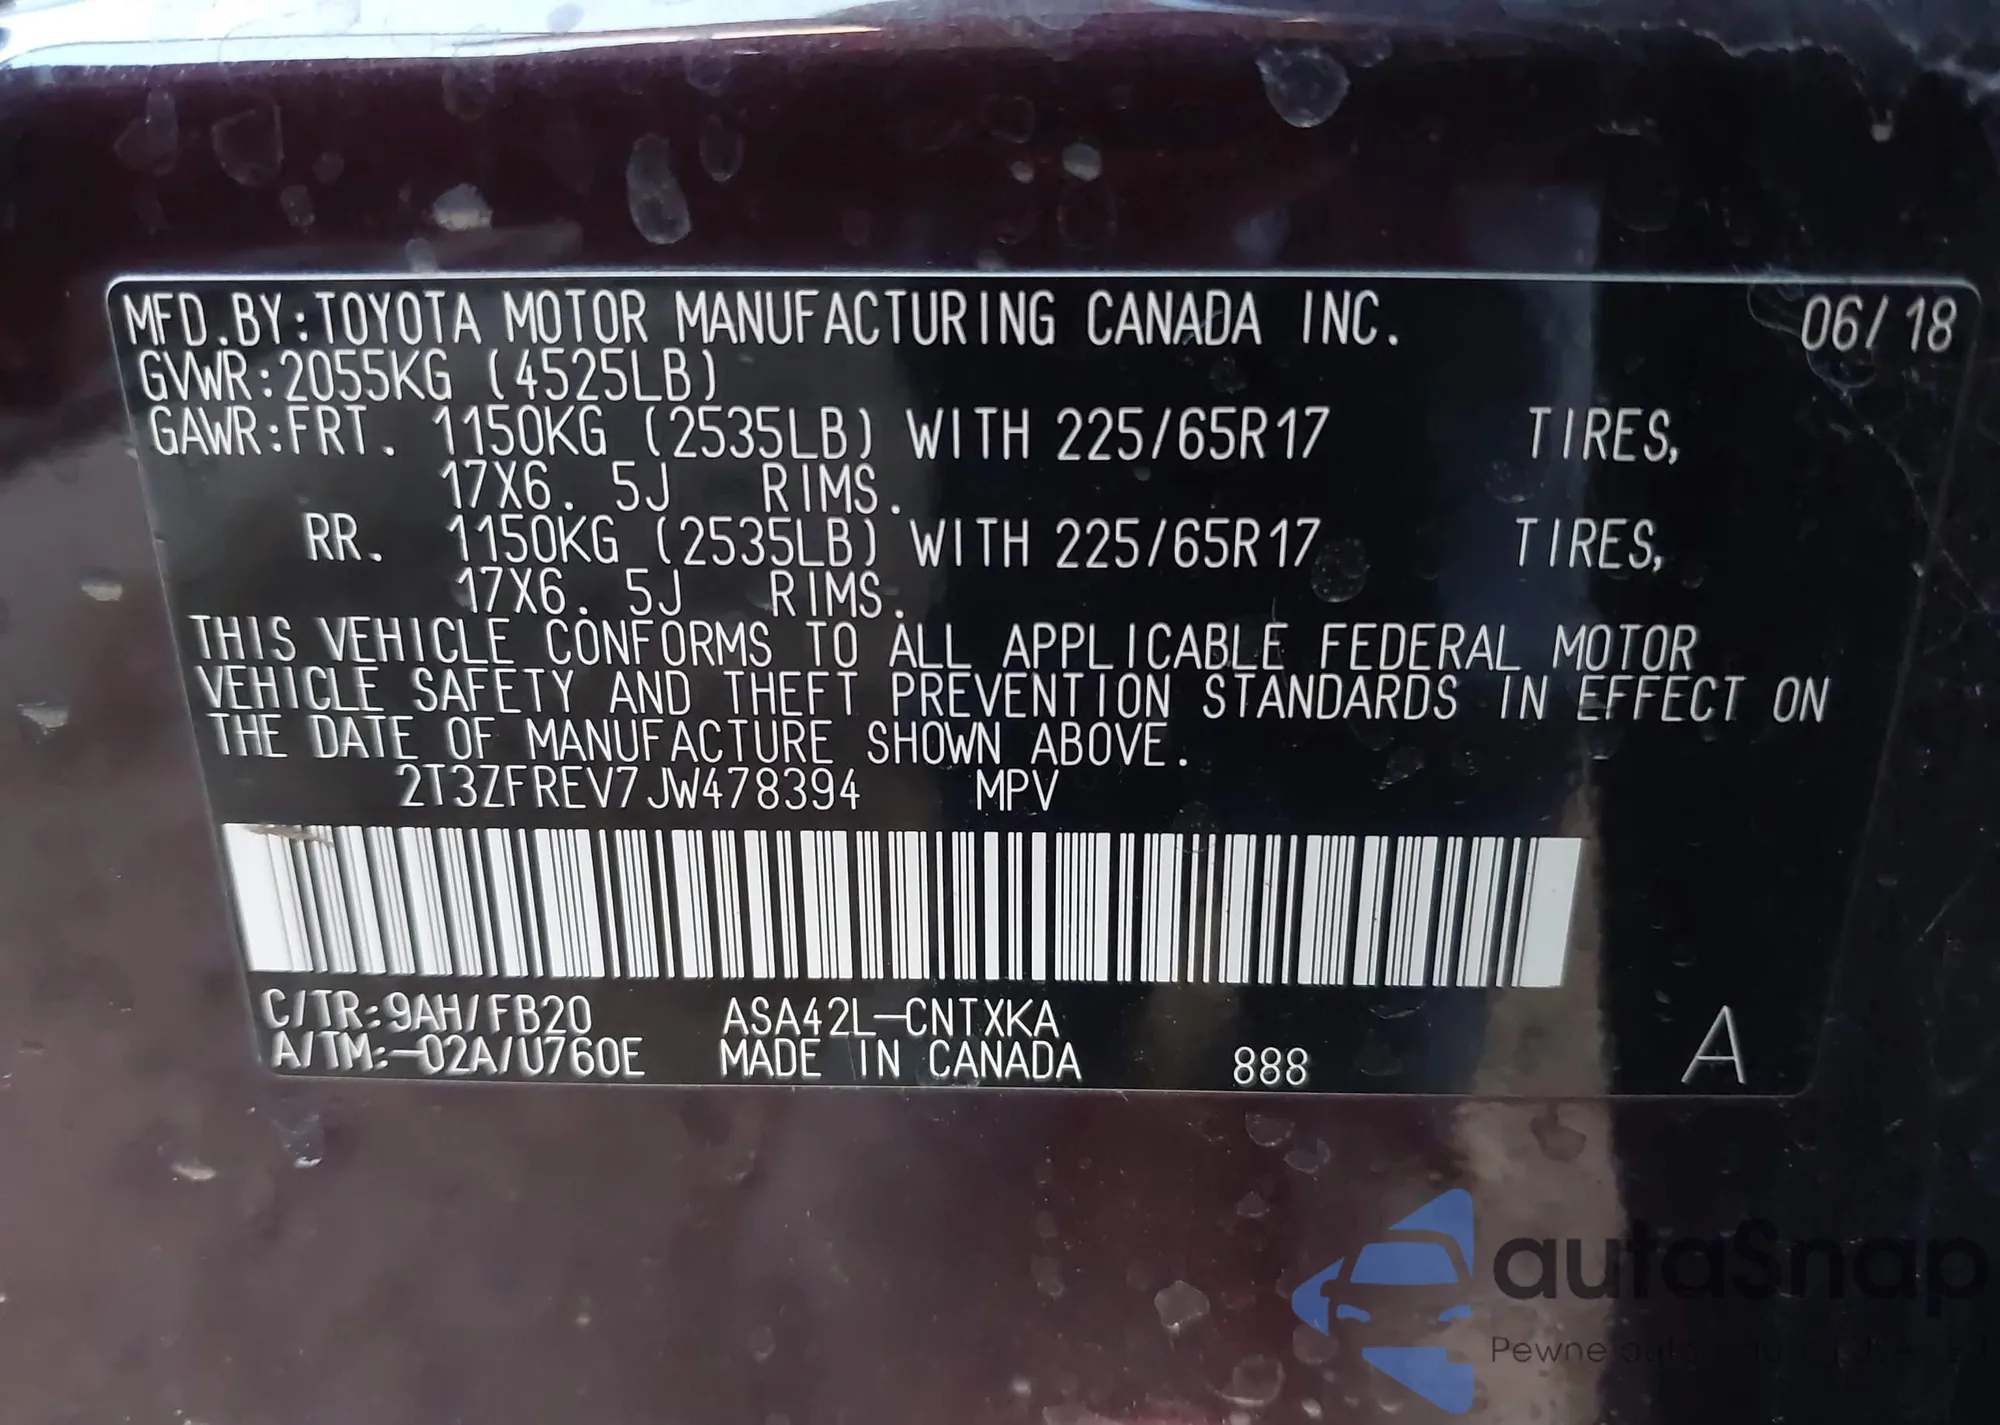 MFD.BY:TOYOTA MOTOR MANUFACTURING CANADA INC. 06/18
GVWR:2055KG (4525LB)
GAWR:FRT. 1150KG (2535LB) WITH 225/65R17 TIRES,
17X6.5J RIMS.
RR. 1150KG (2535LB) WITH 225/65R17 TIRES,
17X6.5J RIMS.
THIS VEHICLE CONFORMS TO ALL APPLICABLE FEDERAL MOTOR
VEHICLE SAFETY AND THEFT PREVENTION STANDARDS IN EFFECT ON
THE DATE OF MANUFACTURE SHOWN ABOVE.
2T3ZFREV7JW478394 MPV
C/TR:9AH/FB20 ASA42L-CNTXKA
A/TM:-02A/U760E MADE IN CANADA 888 A
autaSnap
Pewne auta